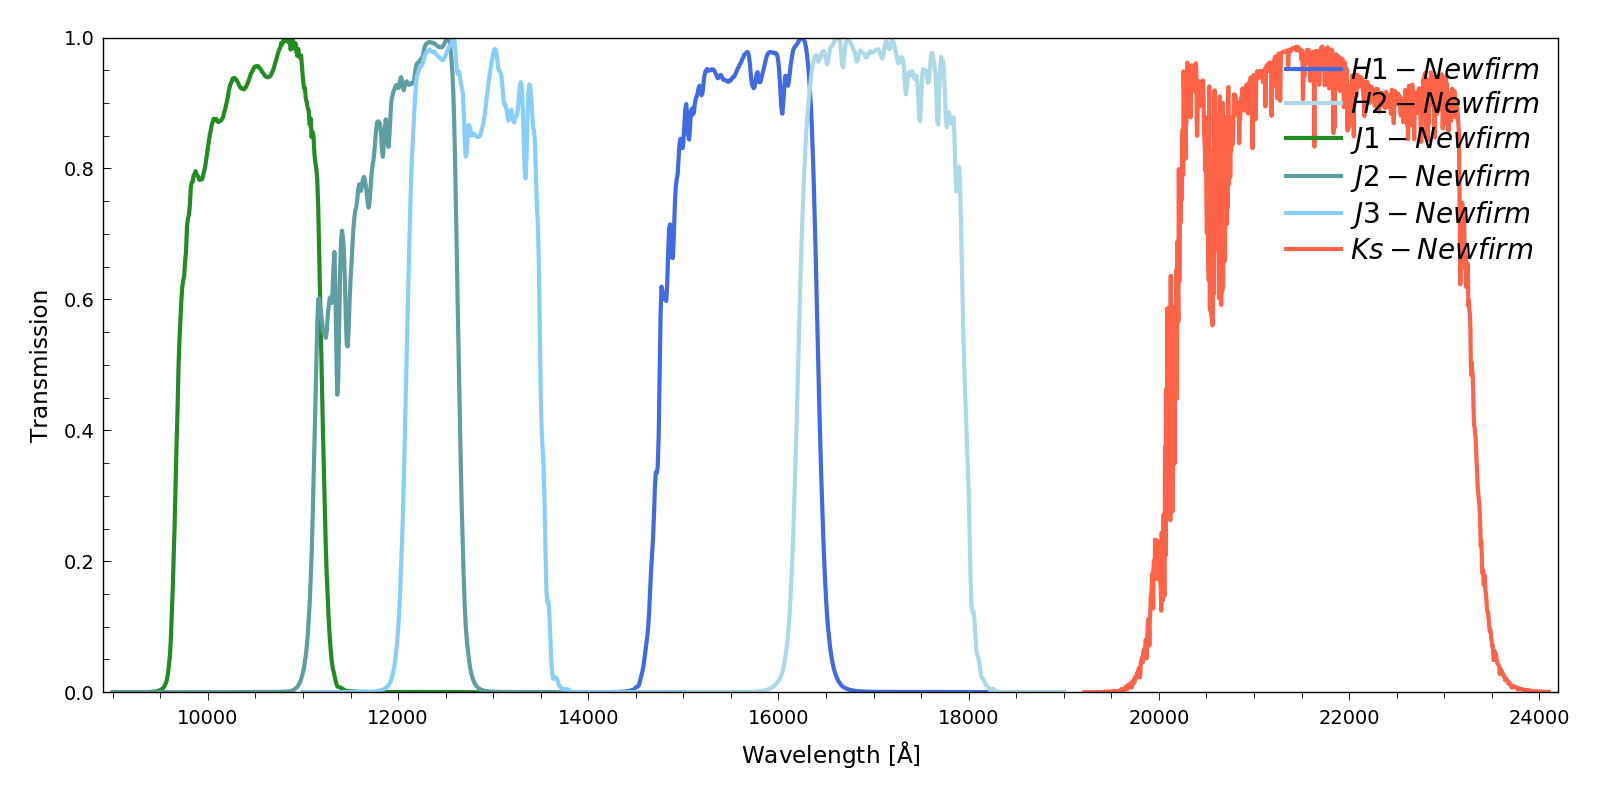 1.0
0.8
0.6
0.4
0.2
0.0
Transmission
H1 − Newfirm
H2 − Newfirm
J1 − Newfirm
J2 − Newfirm
J3 − Newfirm
Ks − Newfirm
10000 12000 14000 16000 18000 20000 22000 24000
Wavelength [Å]